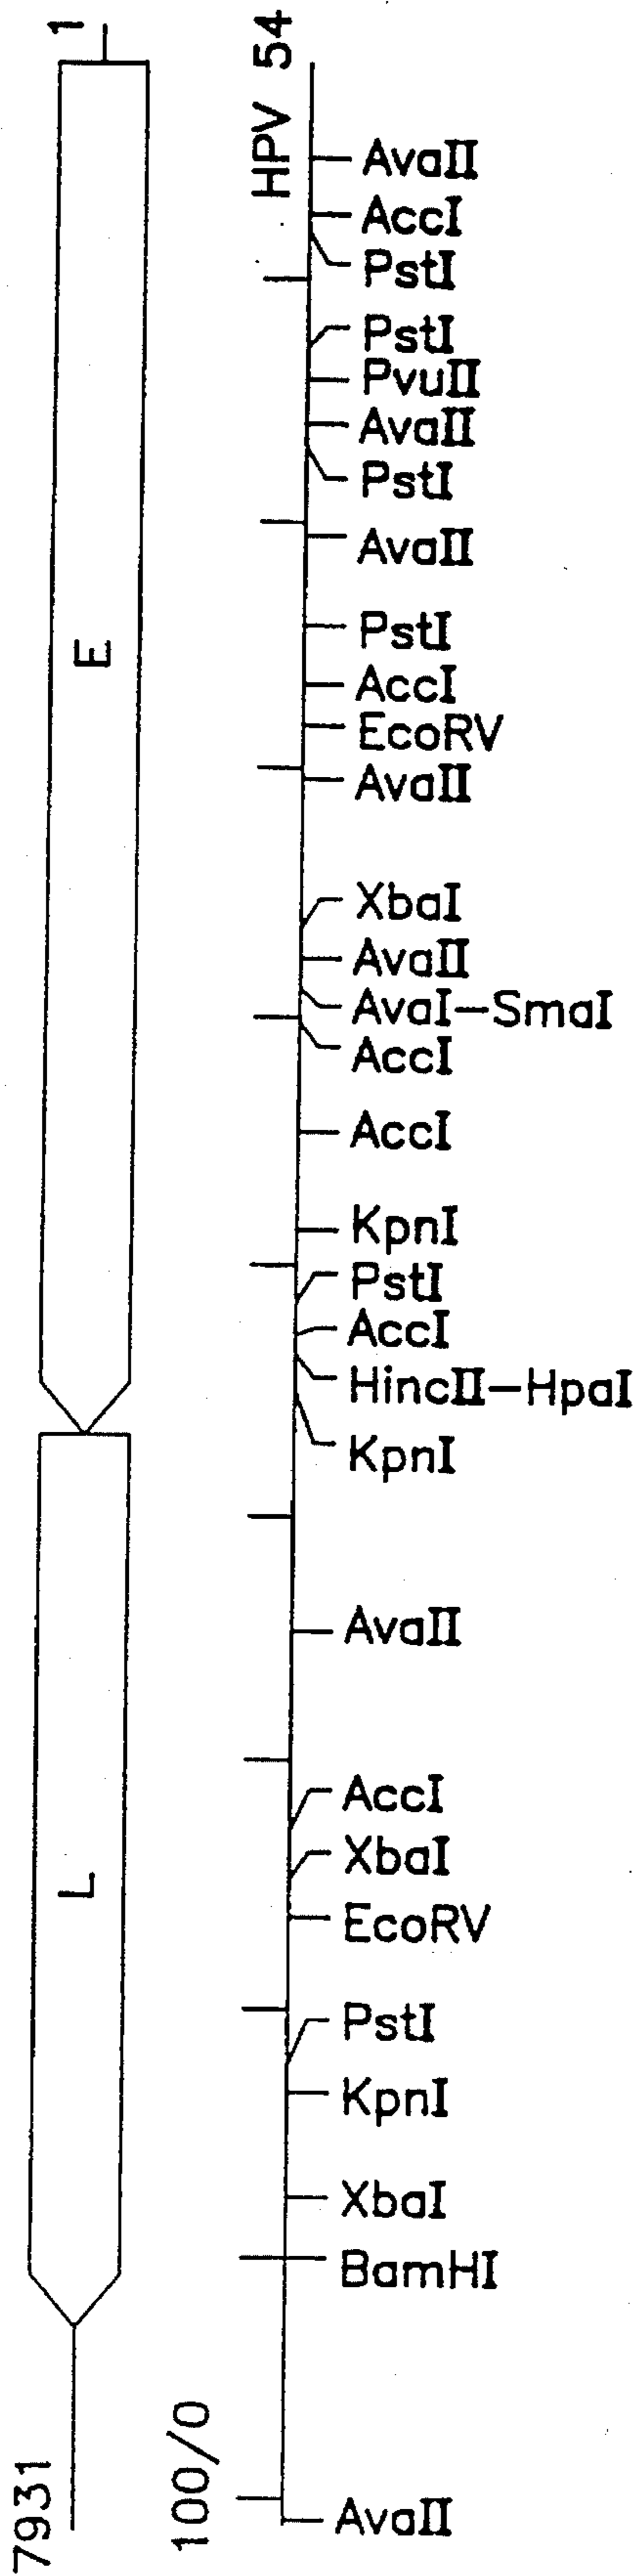 1
E
L
7931
HPV 54
100/0
AvaII
AccI
PstI
PstI
PvuII
AvaII
PstI
AvaII
PstI
AccI
EcoRV
AvaII
XbaI
AvaII
AvaI-SmaI
AccI
AccI
KpnI
PstI
AccI
HincII-HpaI
KpnI
AvaII
AccI
XbaI
EcoRV
PstI
KpnI
XbaI
BamHI
AvaII